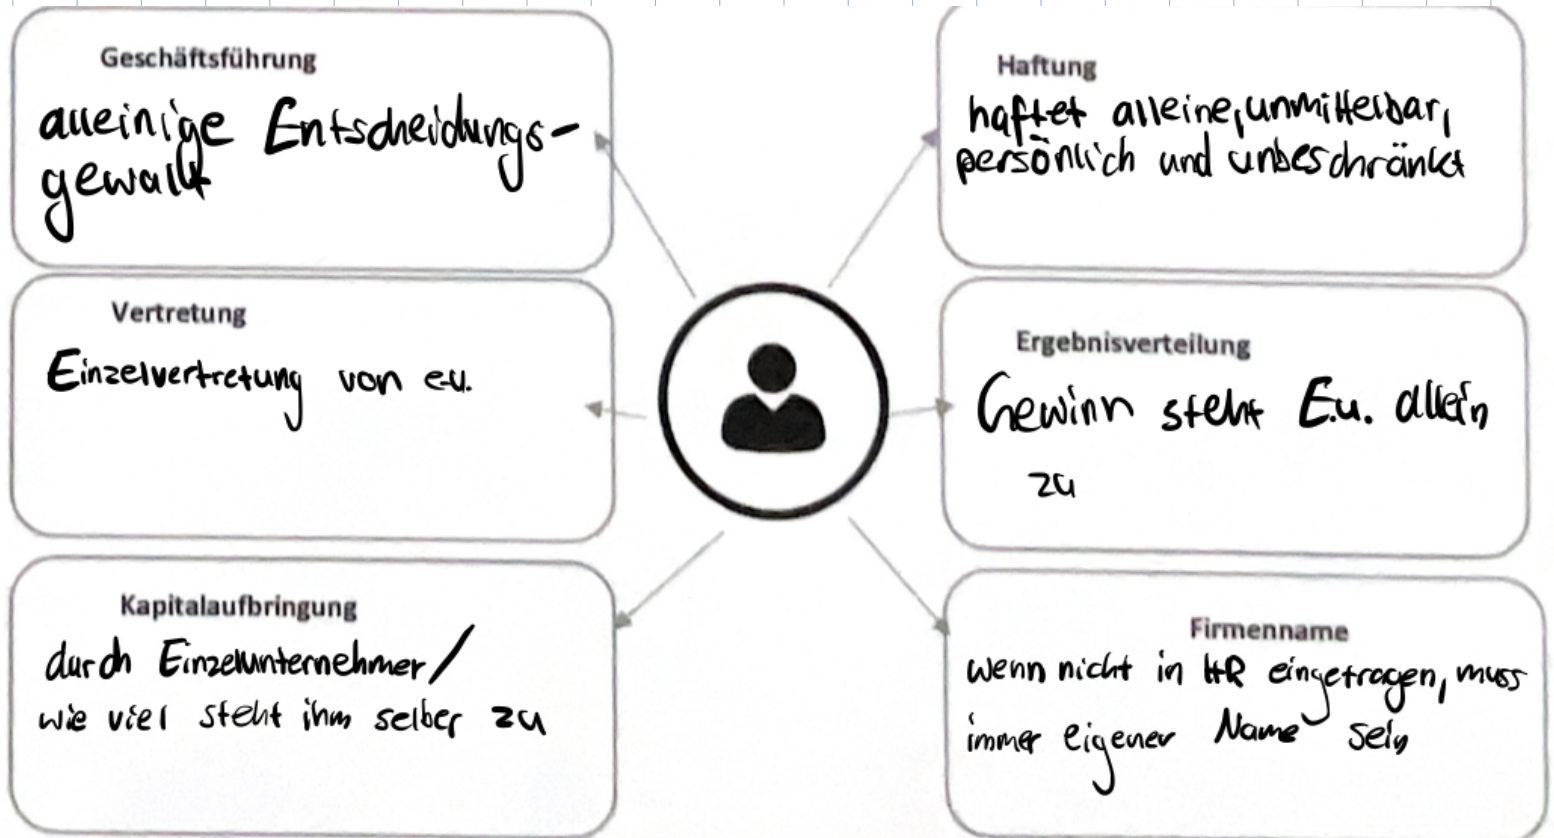 Geschäftsführung
alleinige Entscheidungs-
gewalt
Haftung
haftet alleine, unmittelbar,
persönlich und unbeschränkt
Vertretung
Einzelvertretung von e.U.
Ergebnisverteilung
Gewinn steht E.U. allein
zu
Kapitalaufbringung
durch Einzelunternehmer/
wie viel steht ihm selber zu
Firmenname
wenn nicht in HR eingetragen, muss
immer eigener Name sein